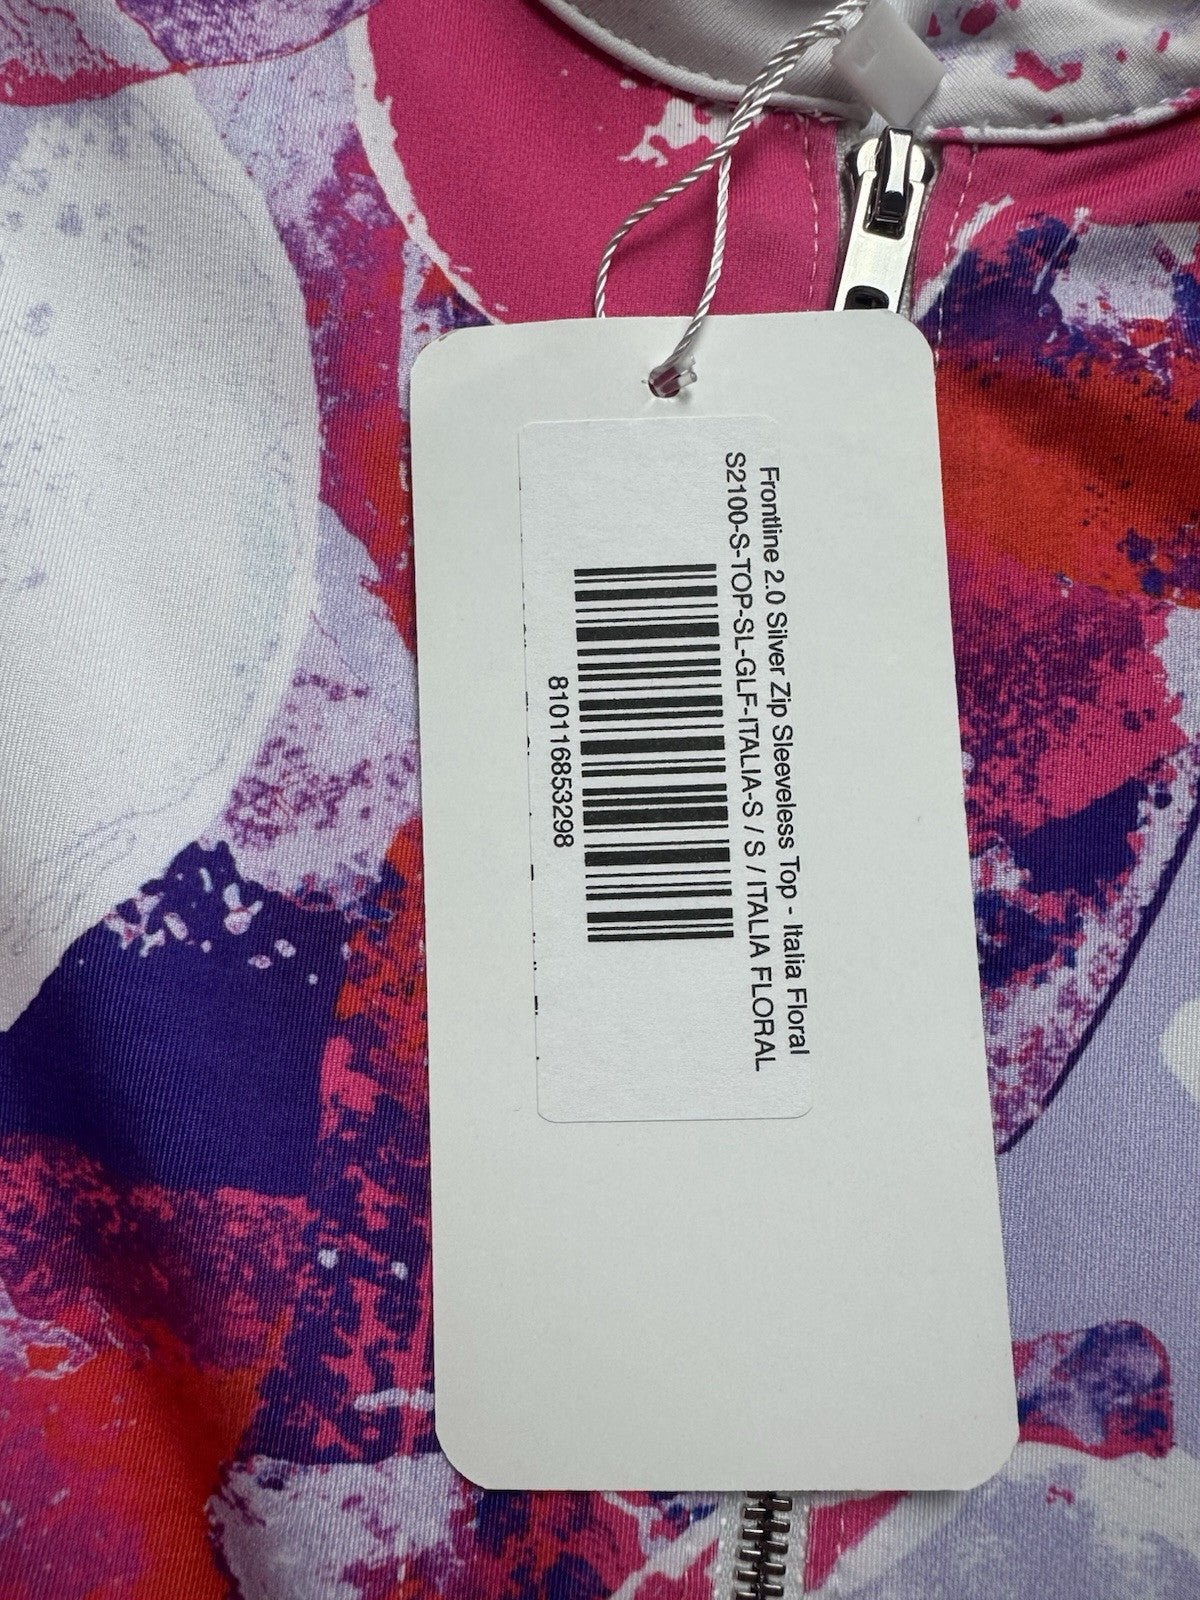 Frontline 2.0 Silver Zip Sleeveless Top - Italia Floral
S2100-S-TOP-SL-GLF-ITALIA-S / S / ITALIA FLORAL
810116853298